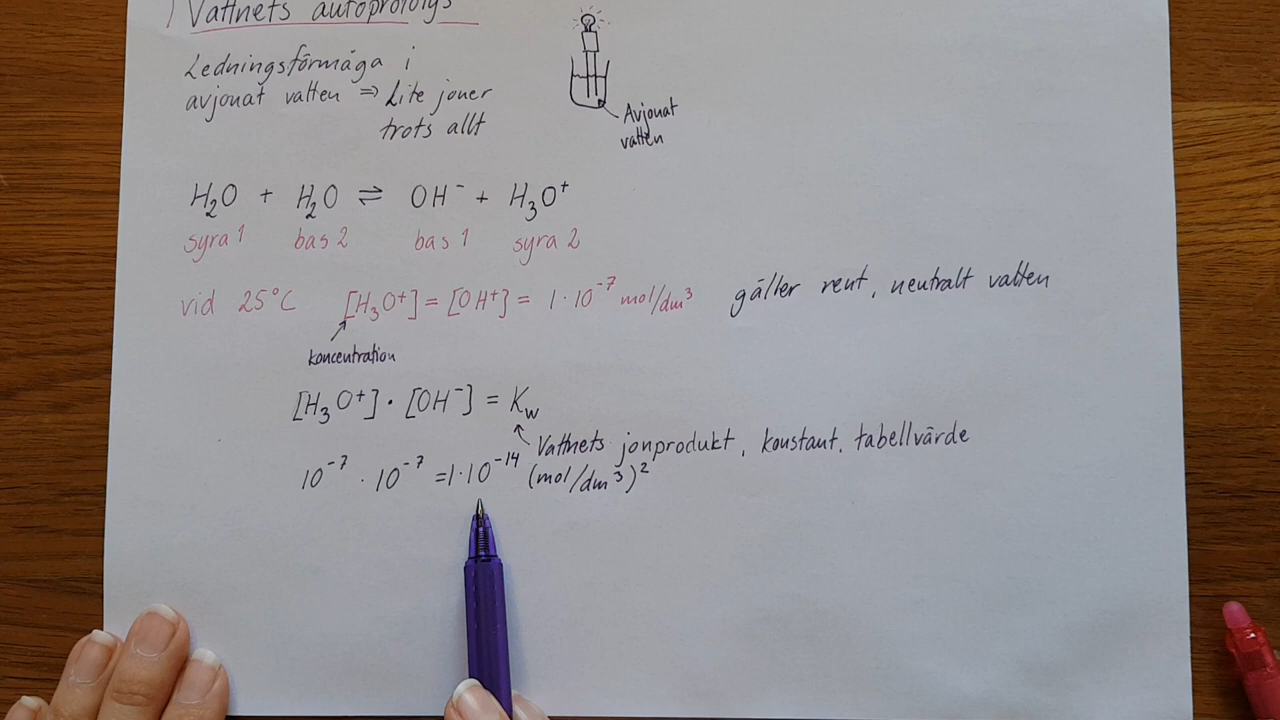 ) Vattnets autoprotolys
Ledningsförmåga i
avjonat vatten ⇒ Lite joner
trots allt
Avjonat
vatten
H₂O + H₂O ⇌ OH⁻ + H₃O⁺
syra 1 bas 2 bas 1 syra 2
vid 25°C [H₃O⁺] = [OH⁺] = 1·10⁻⁷ mol/dm³ gäller rent, neutralt vatten
koncentration
[H₃O⁺] · [OH⁻] = Kw
Vattnets jonprodukt, konstant, tabellvärde
10⁻⁷ · 10⁻⁷ = 1·10⁻¹⁴ (mol/dm³)²